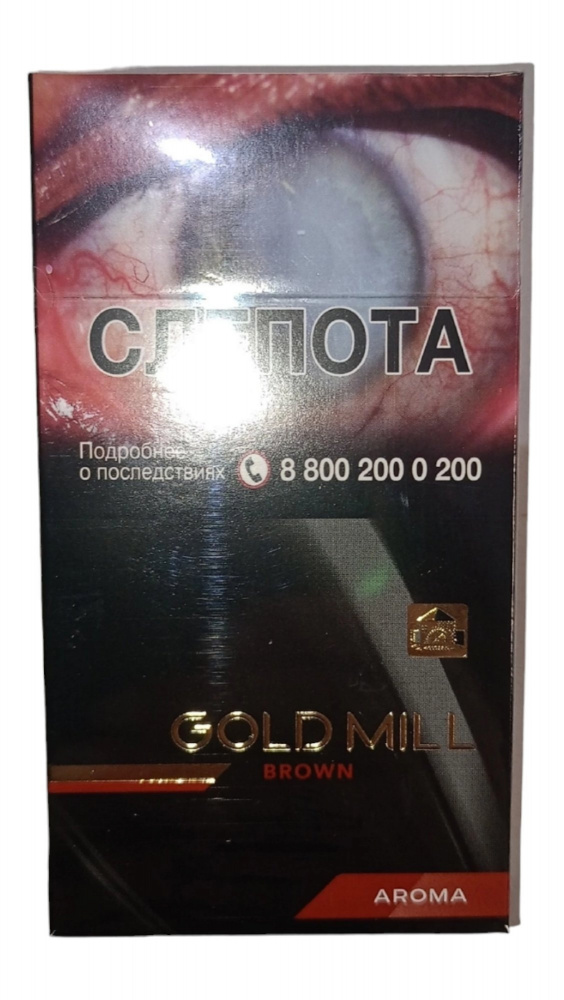 СЛЕПОТА
Подробнее
о последствиях 8 800 200 0 200
GOLD MILL
BROWN
AROMA